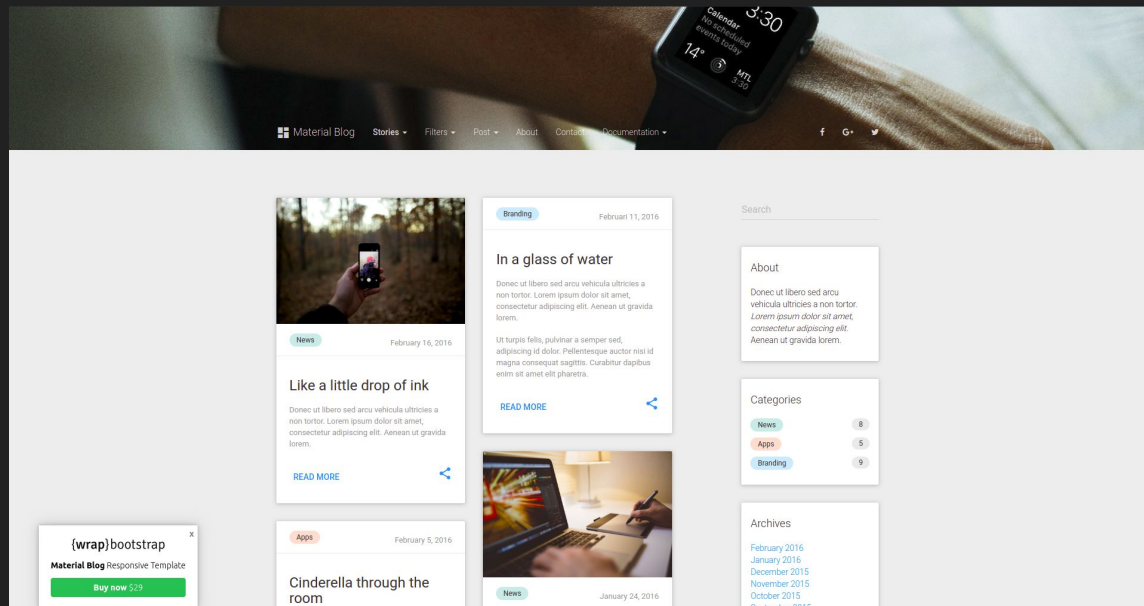 Calendar
No scheduled
events today
3:30
14°
MTL
3:30
Material Blog Stories Filters Post About Contact Documentation
f G+
Branding Februari 11, 2016
In a glass of water
Donec ut libero sed arcu vehicula ultricies a
non tortor. Lorem ipsum dolor sit amet,
consectetur adipiscing elit. Aenean ut gravida
lorem.
Ut turpis felis, pulvinar a semper sed,
adipiscing id dolor. Pellentesque auctor nisi id
magna consequat sagittis. Curabitur dapibus
enim sit amet elit pharetra.
READ MORE
News February 16, 2016
Like a little drop of ink
Donec ut libero sed arcu vehicula ultricies a
non tortor. Lorem ipsum dolor sit amet,
consectetur adipiscing elit. Aenean ut gravida
lorem.
READ MORE
Apps February 5, 2016
Cinderella through the
room
News January 24, 2016
Search
About
Donec ut libero sed arcu
vehicula ultricies a non tortor.
Lorem ipsum dolor sit amet,
consectetur adipiscing elit.
Aenean ut gravida lorem.
Categories
News 8
Apps 5
Branding 9
Archives
February 2016
January 2016
December 2015
November 2015
October 2015
x
{wrap}bootstrap
Material Blog Responsive Template
Buy now $29